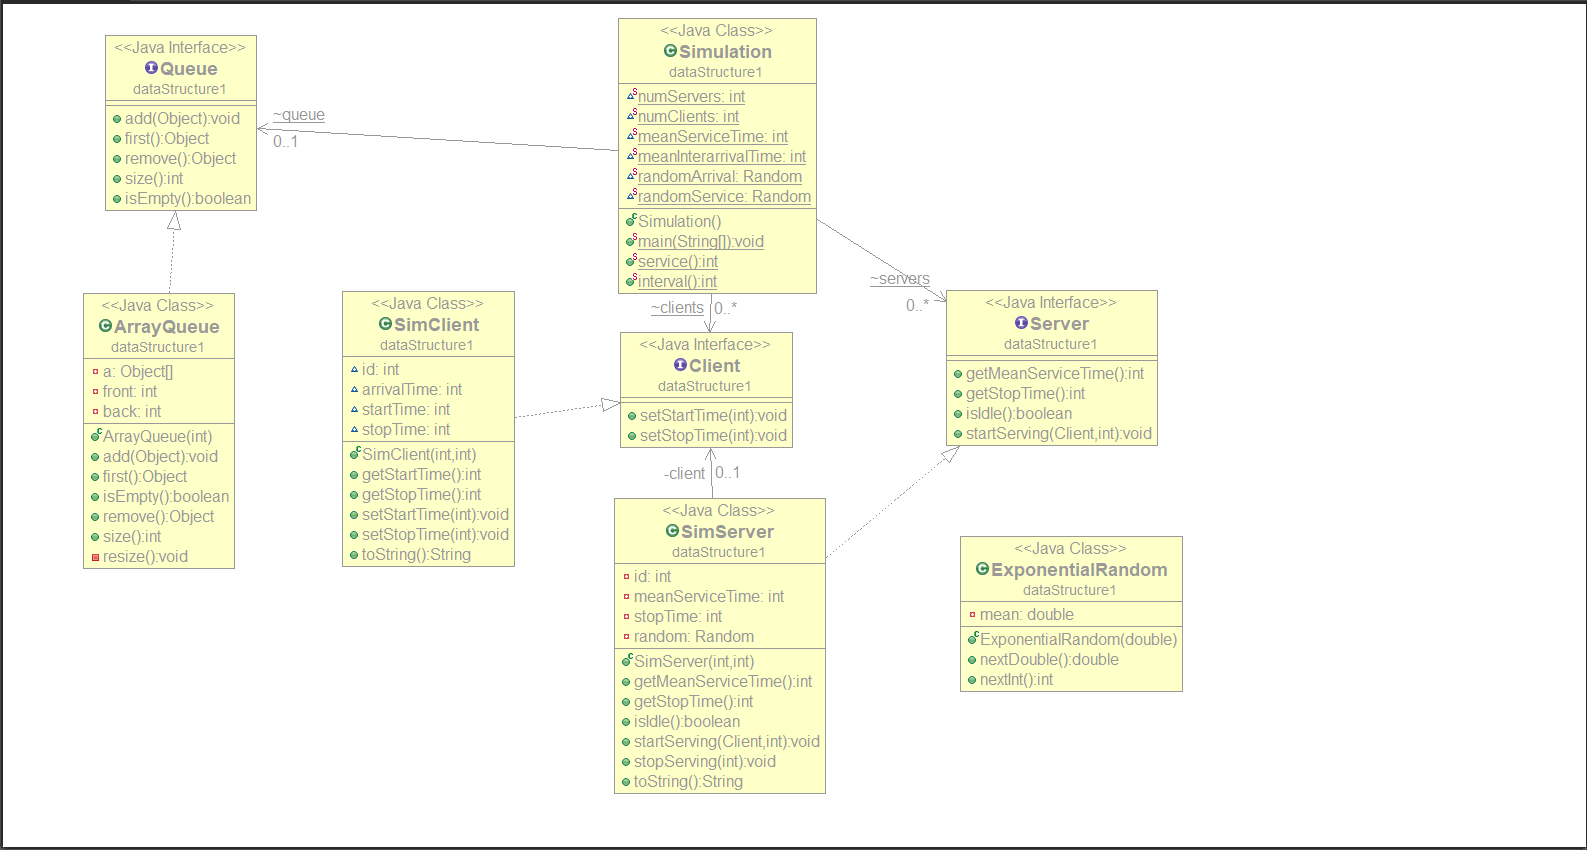 <<Java Interface>>
Queue
dataStructure1
add(Object):void
first():Object
remove():Object
size():int
isEmpty():boolean
~queue
0..1
<<Java Class>>
Simulation
dataStructure1
numServers: int
numClients: int
meanServiceTime: int
meanInterarrivalTime: int
randomArrival: Random
randomService: Random
Simulation()
main(String[]):void
service():int
interval():int
~clients 0..*
~servers
0..*
<<Java Class>>
ArrayQueue
dataStructure1
a: Object[]
front: int
back: int
ArrayQueue(int)
add(Object):void
first():Object
isEmpty():boolean
remove():Object
size():int
resize():void
<<Java Class>>
SimClient
dataStructure1
id: int
arrivalTime: int
startTime: int
stopTime: int
SimClient(int,int)
getStartTime():int
getStopTime():int
setStartTime(int):void
setStopTime(int):void
toString():String
<<Java Interface>>
Client
dataStructure1
setStartTime(int):void
setStopTime(int):void
-client 0..1
<<Java Interface>>
Server
dataStructure1
getMeanServiceTime():int
getStopTime():int
isIdle():boolean
startServing(Client,int):void
<<Java Class>>
SimServer
dataStructure1
id: int
meanServiceTime: int
stopTime: int
random: Random
SimServer(int,int)
getMeanServiceTime():int
getStopTime():int
isIdle():boolean
startServing(Client,int):void
stopServing(int):void
toString():String
<<Java Class>>
ExponentialRandom
dataStructure1
mean: double
ExponentialRandom(double)
nextDouble():double
nextInt():int